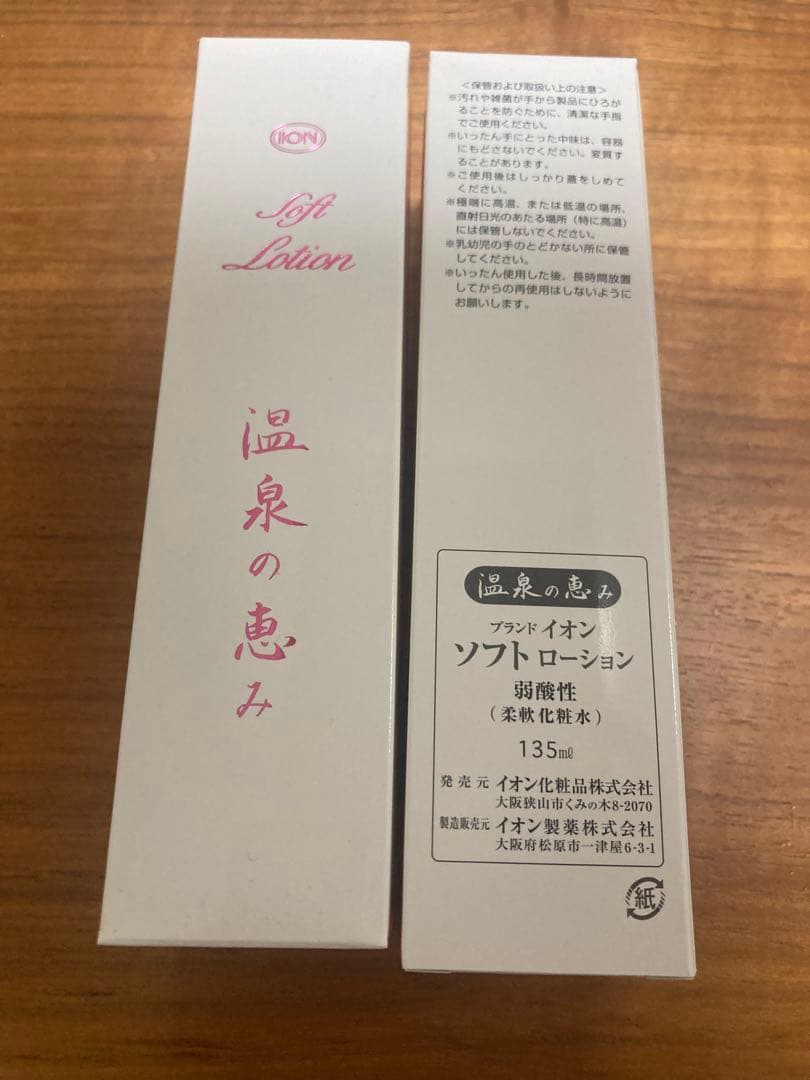 IION
Soft
Lotion
温泉の恵み
＜保管および取扱い上の注意＞
※汚れや雑菌が手から製品にひろが
ることを防ぐために、清潔な手指
でご使用ください。
※いったん手にとった中味は、容器
にもどさないでください。変質す
ることがあります。
※ご使用後はしっかり蓋をしめて
ください。
※極端に高温、または低温の場所、
直射日光のあたる場所（特に高温）
には保管しないでください。
※乳幼児の手のとどかない所に保管
してください。
※いったん使用した後、長時間放置
してからの再使用はしないように
お願いします。
温泉の恵み
ブランド イオン
ソフト ローション
弱酸性
（柔軟化粧水）
135mℓ
発売元 イオン化粧品株式会社
大阪狭山市くみの木8-2070
製造販売元 イオン製薬株式会社
大阪府松原市一津屋6-3-1
紙